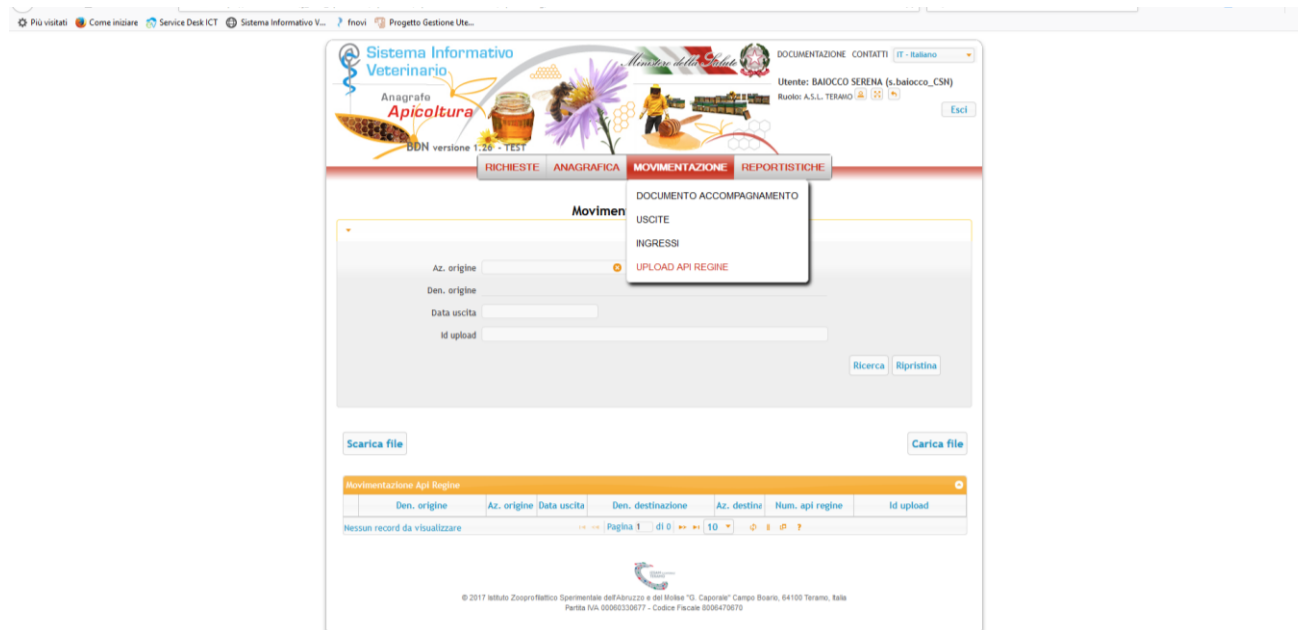 Più visitati Come iniziare Service Desk ICT Sistema Informativo V... fnovi Progetto Gestione Ute...
Sistema Informativo
Veterinario
Anagrafe
Apicoltura
BDN versione 1.26 - TEST
Ministero della Salute
DOCUMENTAZIONE CONTATTI IT - Italiano
Utente: BAIOCCO SERENA (s.baiocco_CSN)
Ruolo: A.S.L. TERAMO
Esci
RICHIESTE ANAGRAFICA MOVIMENTAZIONE REPORTISTICHE
DOCUMENTO ACCOMPAGNAMENTO
USCITE
INGRESSI
UPLOAD API REGINE
Movimen
Az. origine
Den. origine
Data uscita
Id upload
Ricerca Ripristina
Scarica file Carica file
Movimentazione Api Regine
Den. origine Az. origine Data uscita Den. destinazione Az. destina Num. api regine Id upload
Nessun record da visualizzare Pagina 1 di 0 10
© 2017 Istituto Zooprofilattico Sperimentale dell'Abruzzo e del Molise "G. Caporale" Campo Boario, 64100 Teramo, Italia
Partita IVA 00060330677 - Codice Fiscale 8006470670